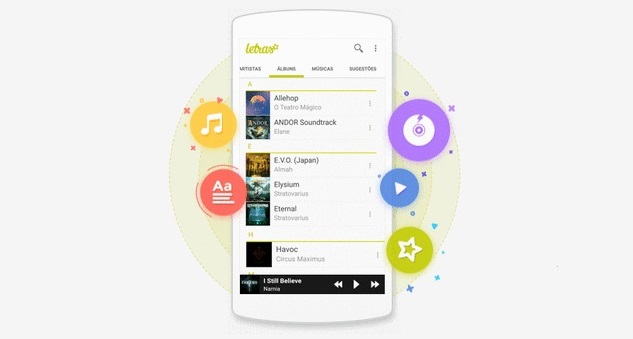 letras
ARTISTAS ÁLBUNS MÚSICAS SUGESTÕES
A
Allehop
O Teatro Mágico
ANDOR Soundtrack
Elane
E
E.V.O. (Japan)
Almah
Elysium
Stratovarius
Eternal
Stratovarius
H
Havoc
Circus Maximus
I Still Believe
Narnia
Aa